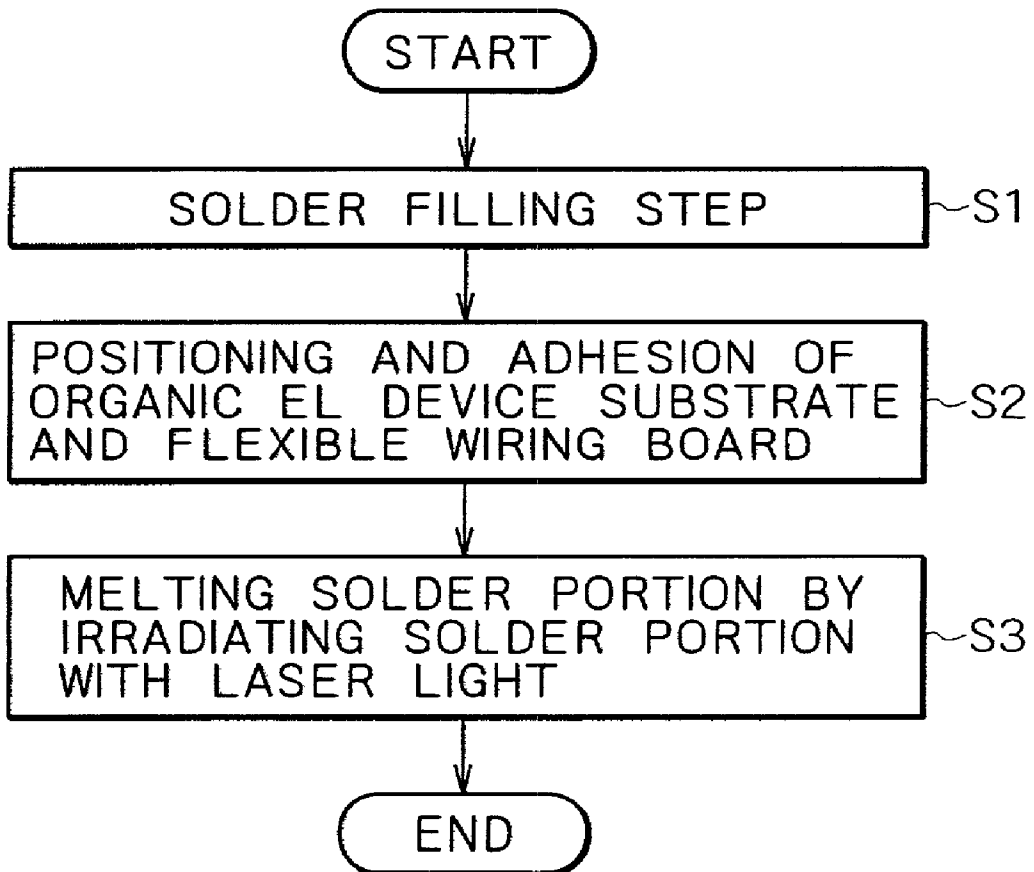 START
SOLDER FILLING STEP
S1
POSITIONING AND ADHESION OF
ORGANIC EL DEVICE SUBSTRATE
AND FLEXIBLE WIRING BOARD
S2
MELTING SOLDER PORTION BY
IRRADIATING SOLDER PORTION
WITH LASER LIGHT
S3
END